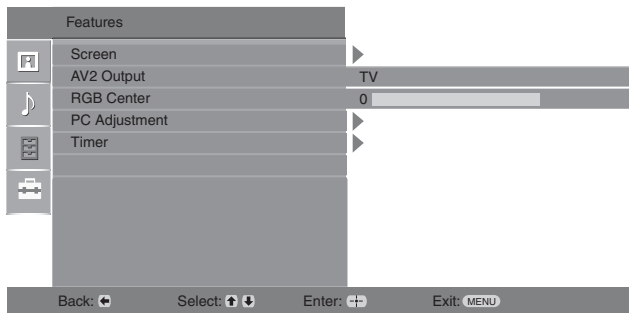 Features
Screen
AV2 Output TV
RGB Center 0
PC Adjustment
Timer
Back: Select: Enter: Exit: MENU